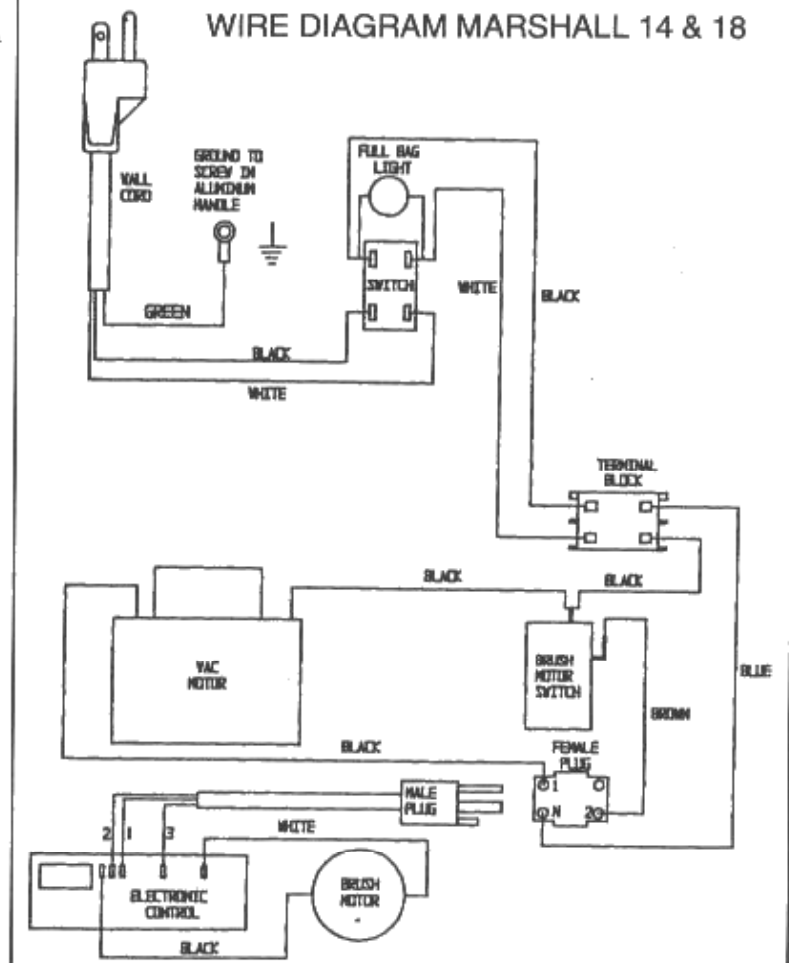 WIRE DIAGRAM MARSHALL 14 & 18
WALL
CORD
GROUND TO
SCREW IN
ALUMINUM
HANDLE
FULL BAG
LIGHT
SWITCH
WHITE
BLACK
GREEN
BLACK
WHITE
TERMINAL
BLOCK
BLACK
BLACK
VAC
MOTOR
BRUSH
MOTOR
SWITCH
BLUE
BROWN
BLACK
FEMALE
PLUG
1
N 2
MALE
PLUG
2 1 3
WHITE
ELECTRONIC
CONTROL
BRUSH
MOTOR
BLACK